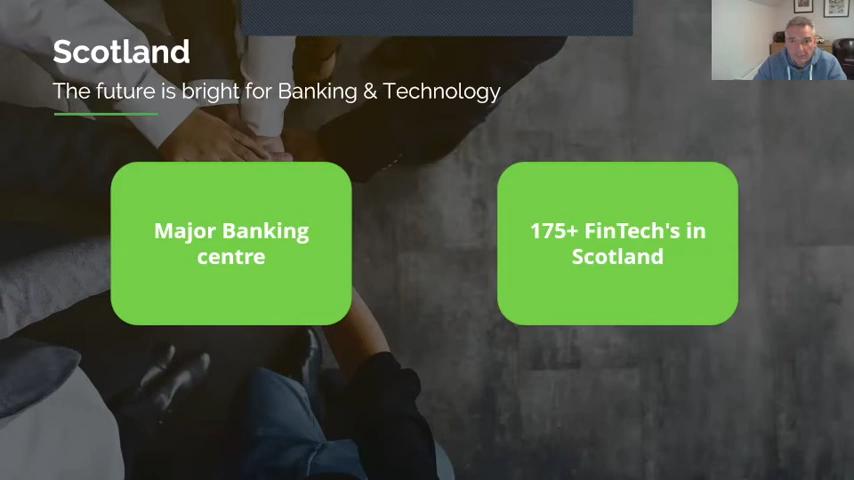 Scotland
The future is bright for Banking & Technology
Major Banking
centre
175+ FinTech's in
Scotland